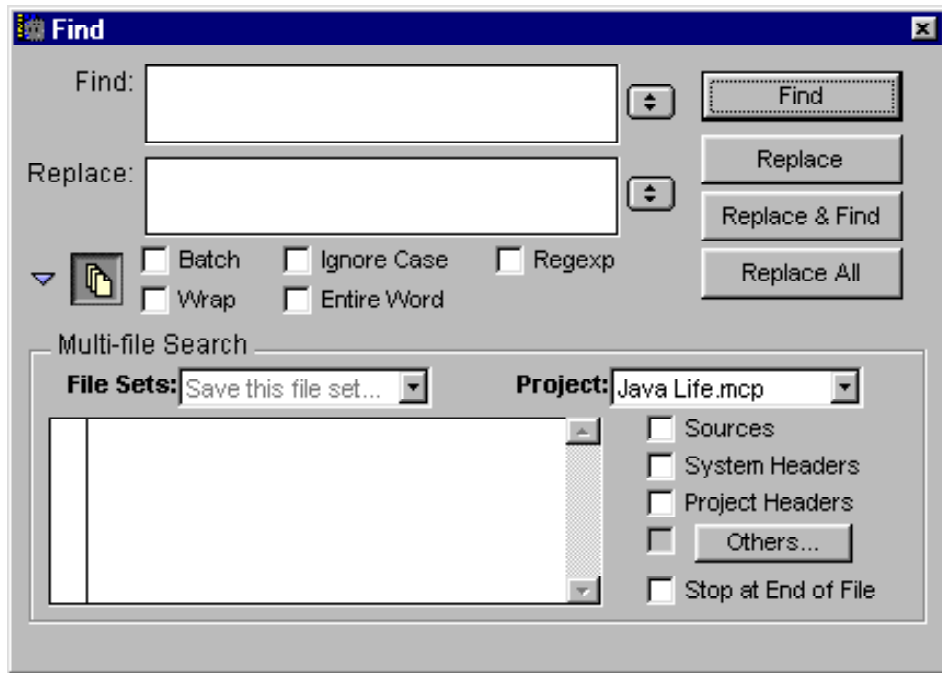 Find
Find:
Find
Replace
Replace:
Replace & Find
Replace All
Batch
Ignore Case
Regexp
Wrap
Entire Word
Multi-file Search
File Sets: Save this file set...
Project: Java Life.mcp
Sources
System Headers
Project Headers
Others...
Stop at End of File